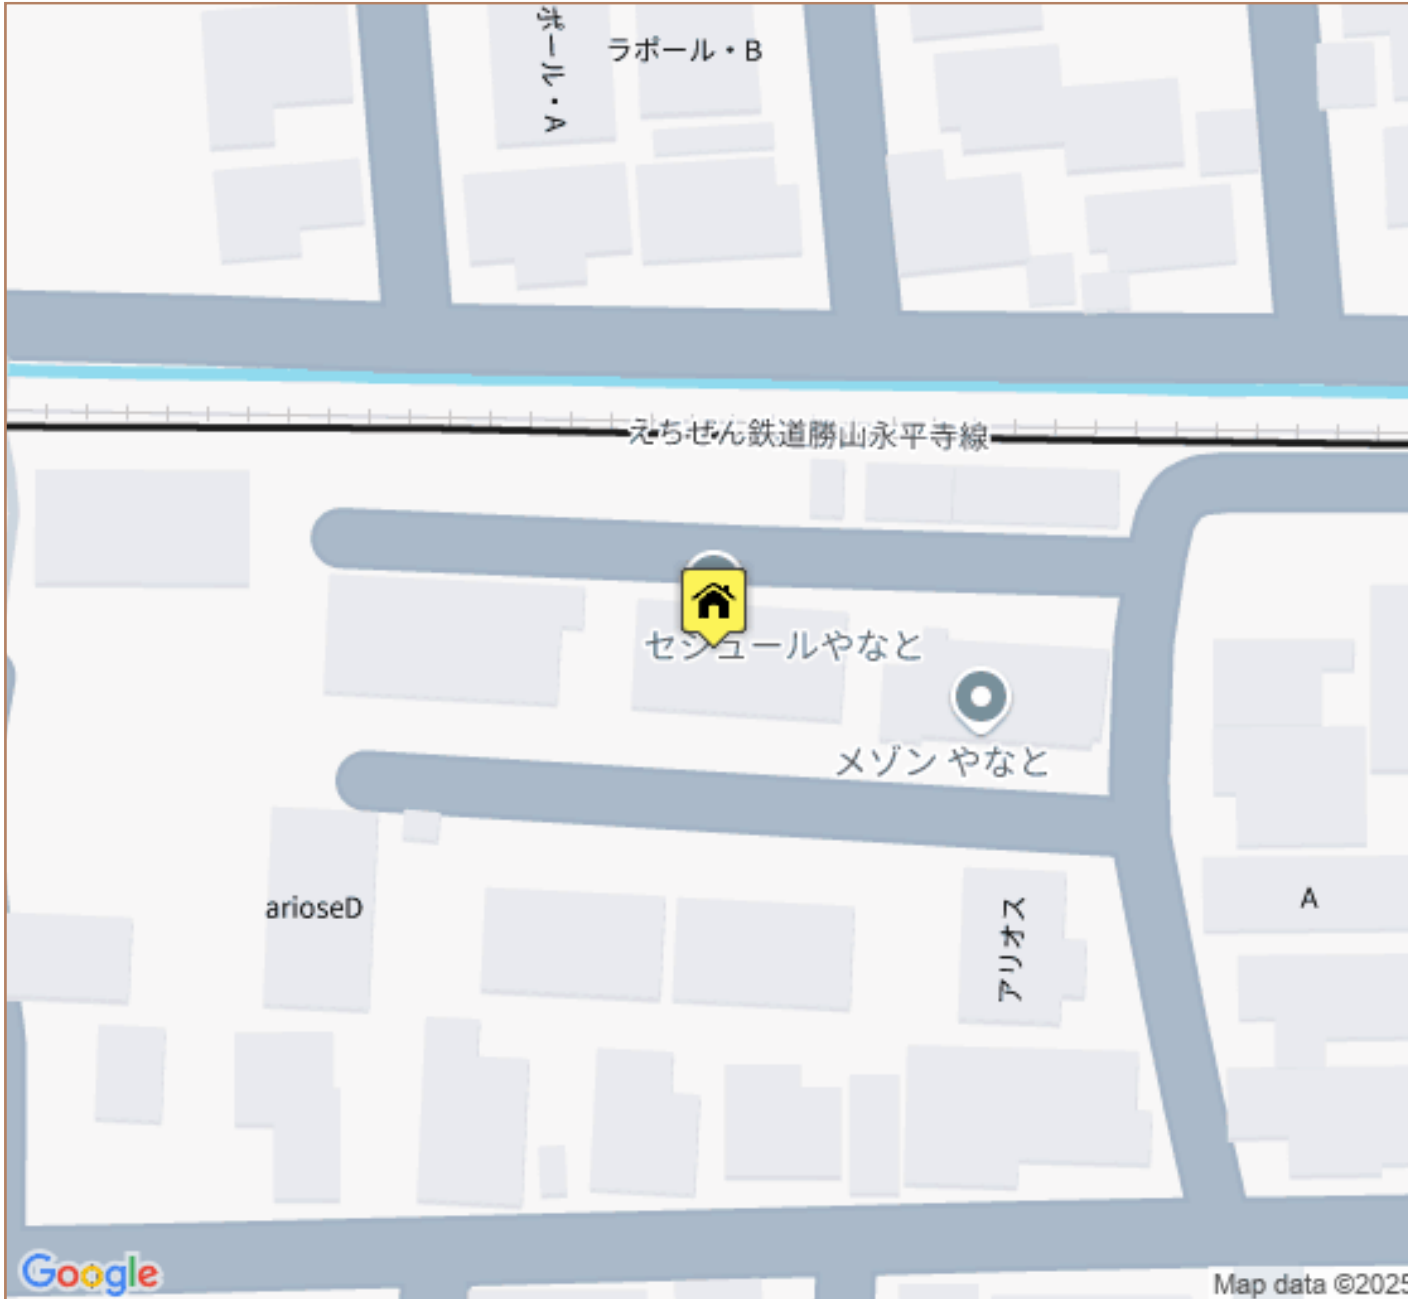 ポール・A
ラポール・B
えちぜん鉄道勝山永平寺線
セジュールやなと
メゾン やなと
arioseD
アリオス
A
Google
Map data ©2025